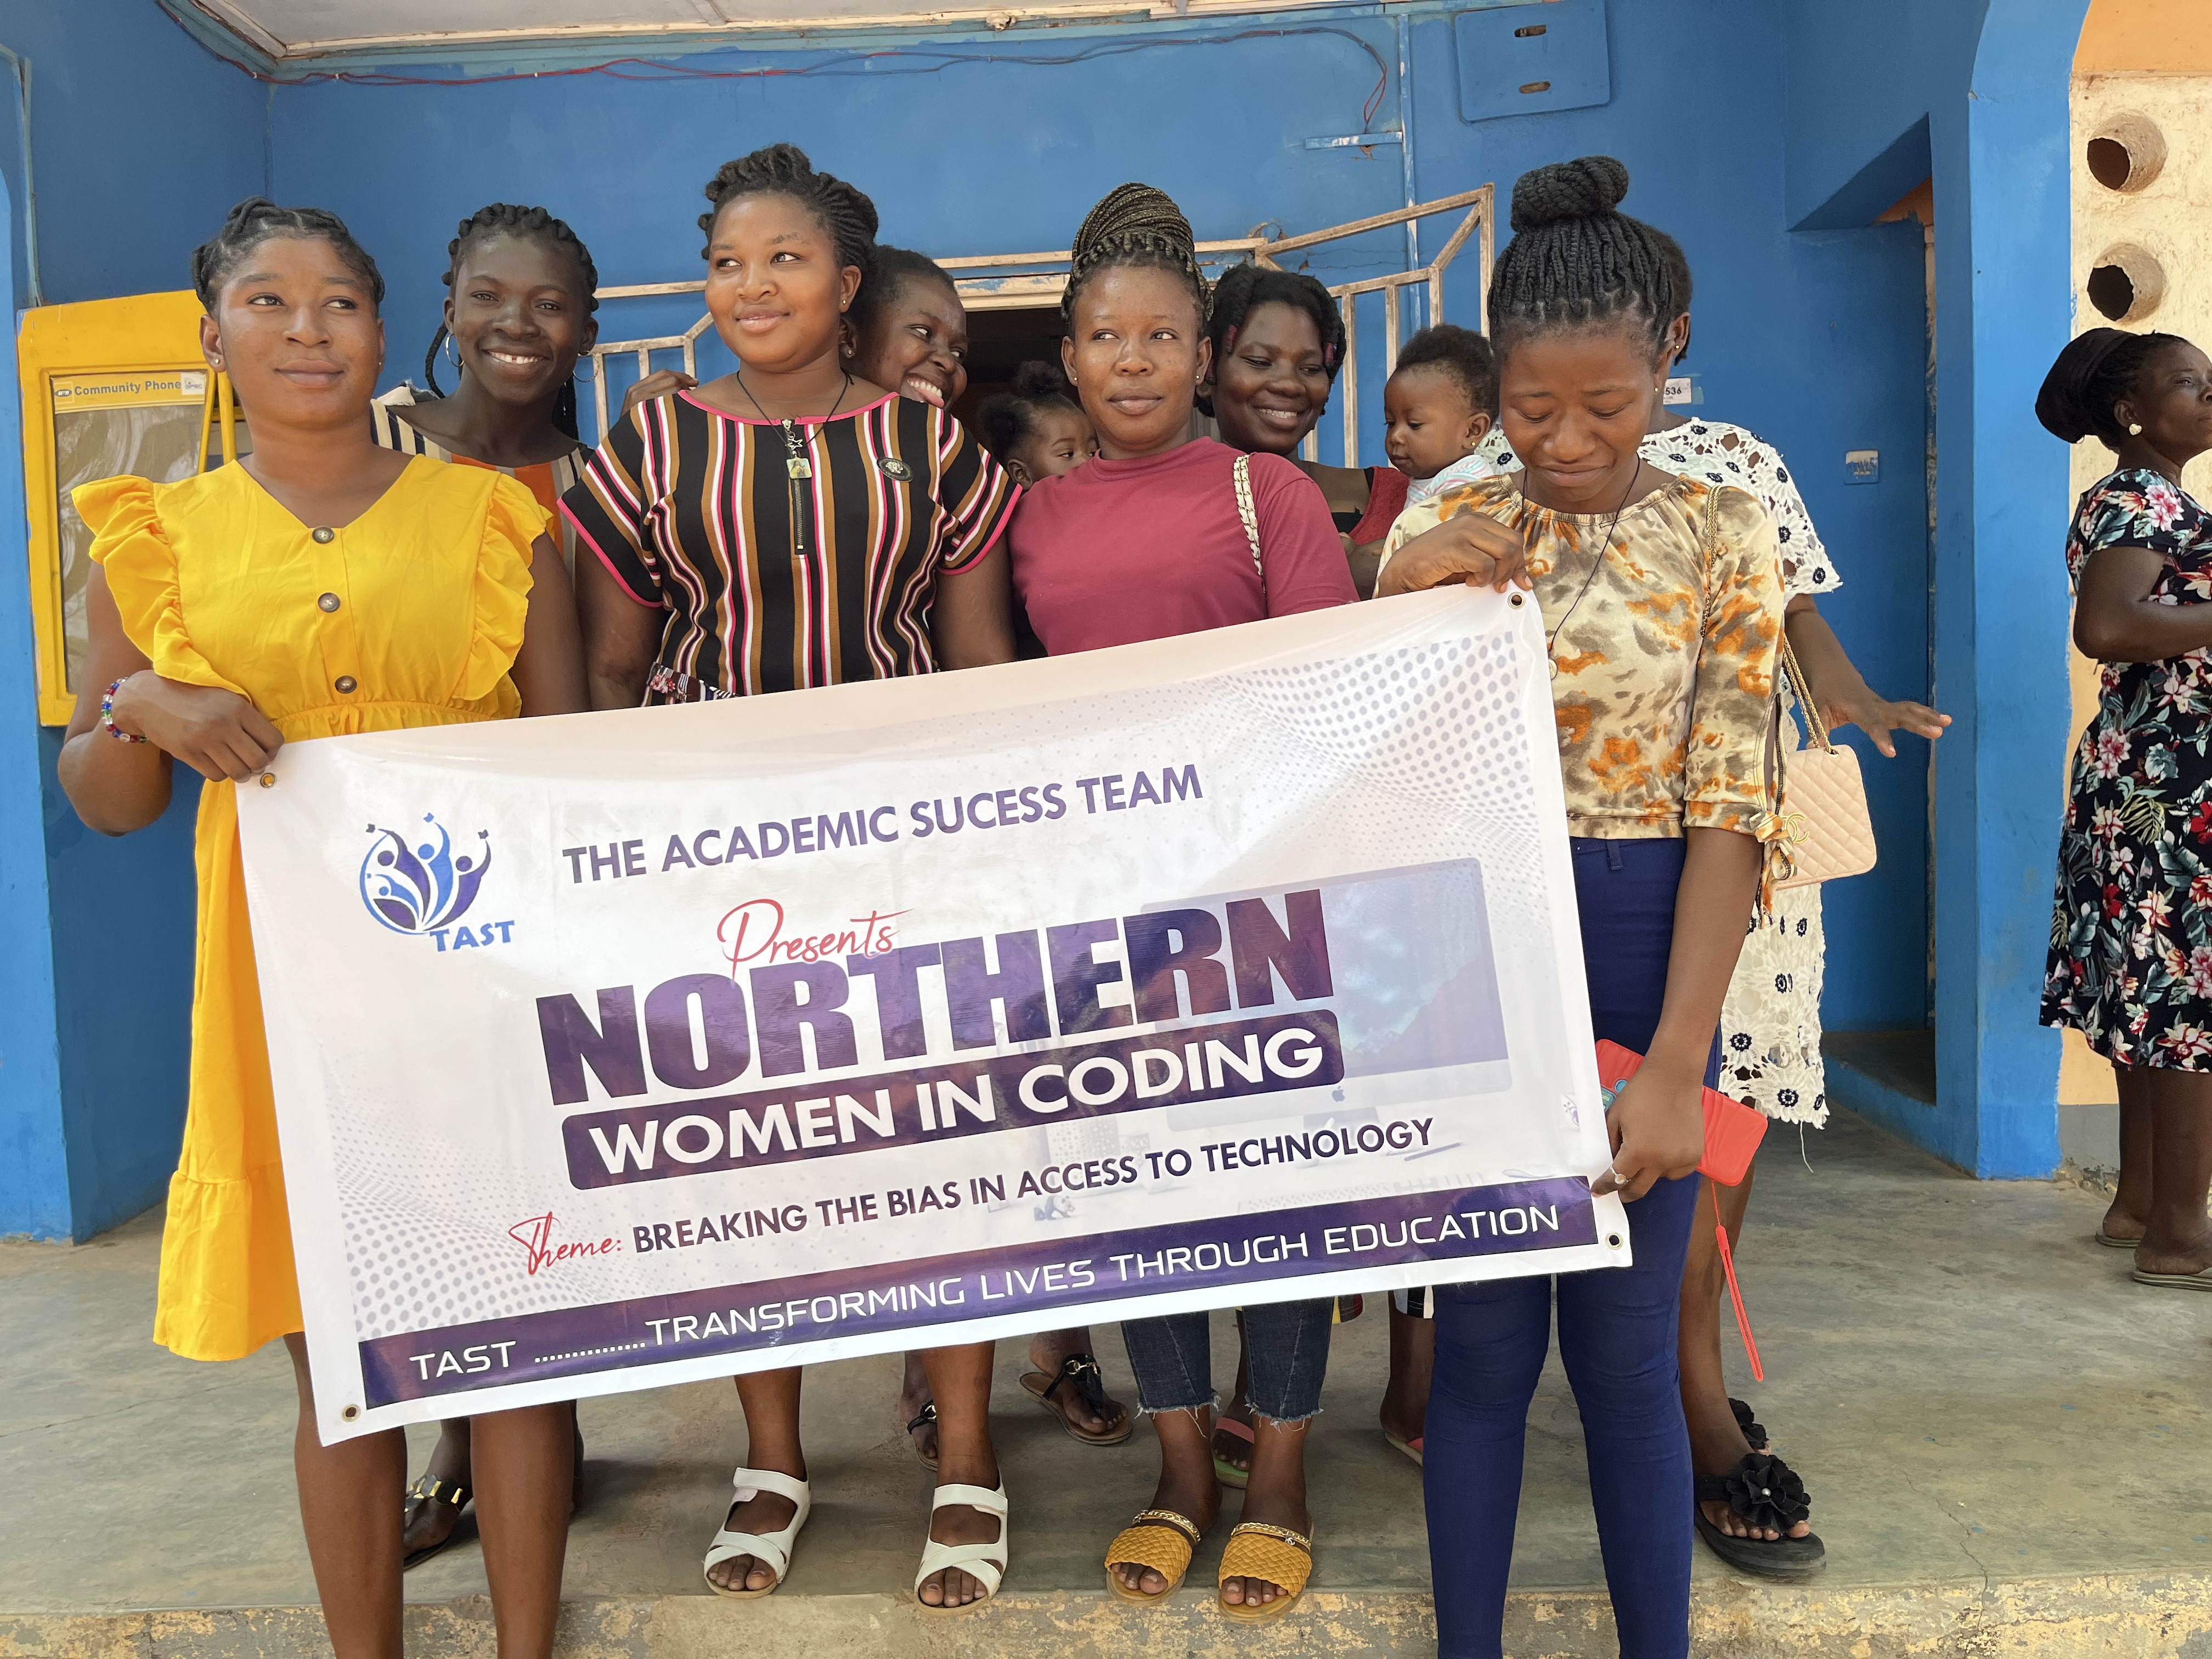 Community Phone
536
THE ACADEMIC SUCESS TEAM
TAST
Presents
NORTHERN
WOMEN IN CODING
Theme: BREAKING THE BIAS IN ACCESS TO TECHNOLOGY
TAST ...............TRANSFORMING LIVES THROUGH EDUCATION